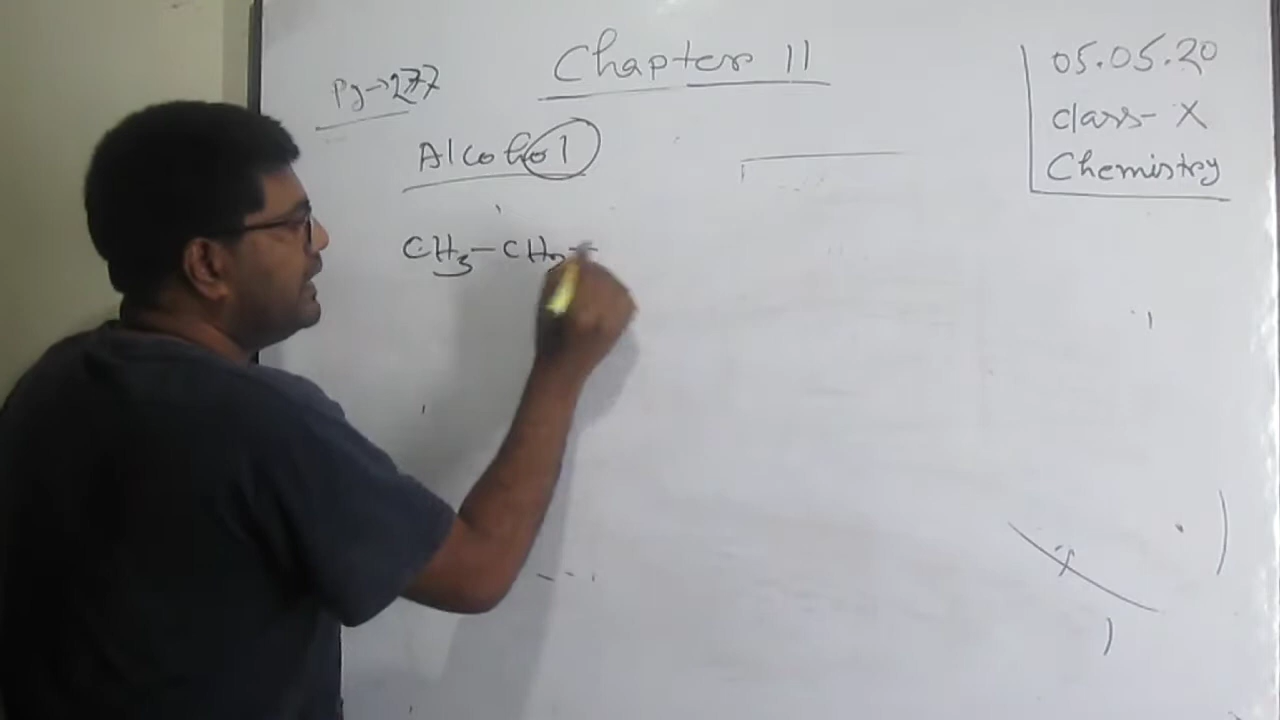 Chapter 11
Pg→277
05.05.20
Class- X
Chemistry
Alcohol
CH3-CH2-